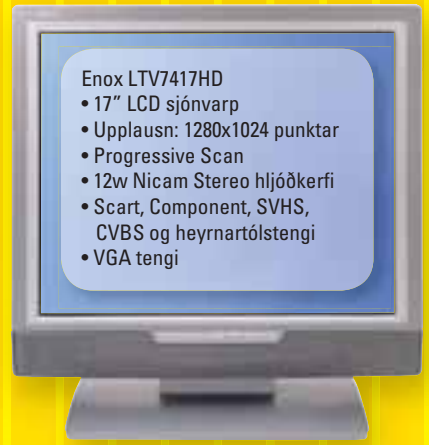 Enox LTV7417HD
• 17” LCD sjónvarp
• Upplausn: 1280x1024 punktar
• Progressive Scan
• 12w Nicam Stereo hljóðkerfi
• Scart, Component, SVHS,
CVBS og heyrnartólstengi
• VGA tengi